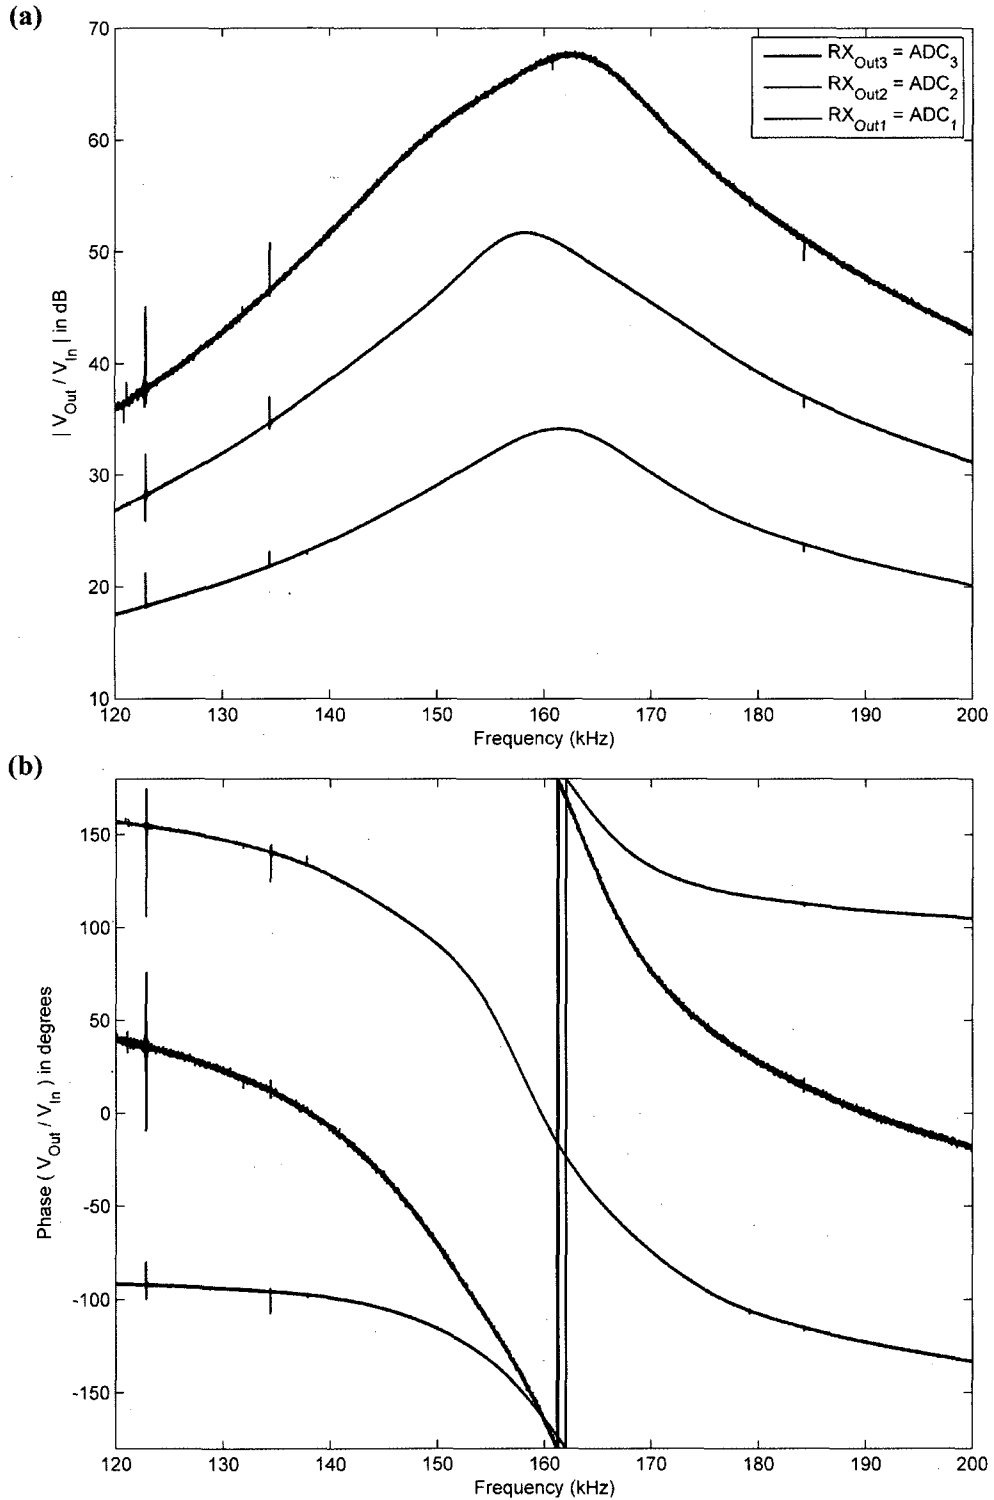 (a)
70
60
50
40
30
20
10
| V_Out / V_In | in dB
RX_Out3 = ADC_3
RX_Out2 = ADC_2
RX_Out1 = ADC_1
120 130 140 150 160 170 180 190 200
Frequency (kHz)
(b)
150
100
50
0
-50
-100
-150
Phase ( V_Out / V_In ) in degrees
120 130 140 150 160 170 180 190 200
Frequency (kHz)